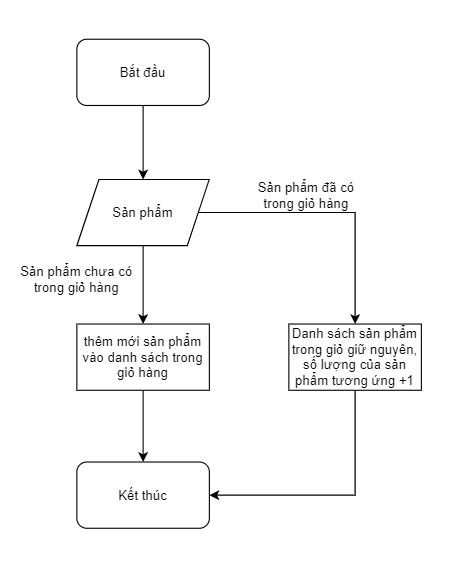 Bắt đầu
Sản phẩm
Sản phẩm đã có
trong giỏ hàng
Sản phẩm chưa có
trong giỏ hàng
thêm mới sản phẩm
vào danh sách trong
giỏ hàng
Danh sách sản phẩm
trong giỏ giữ nguyên,
số lượng của sản
phẩm tương ứng +1
Kết thúc